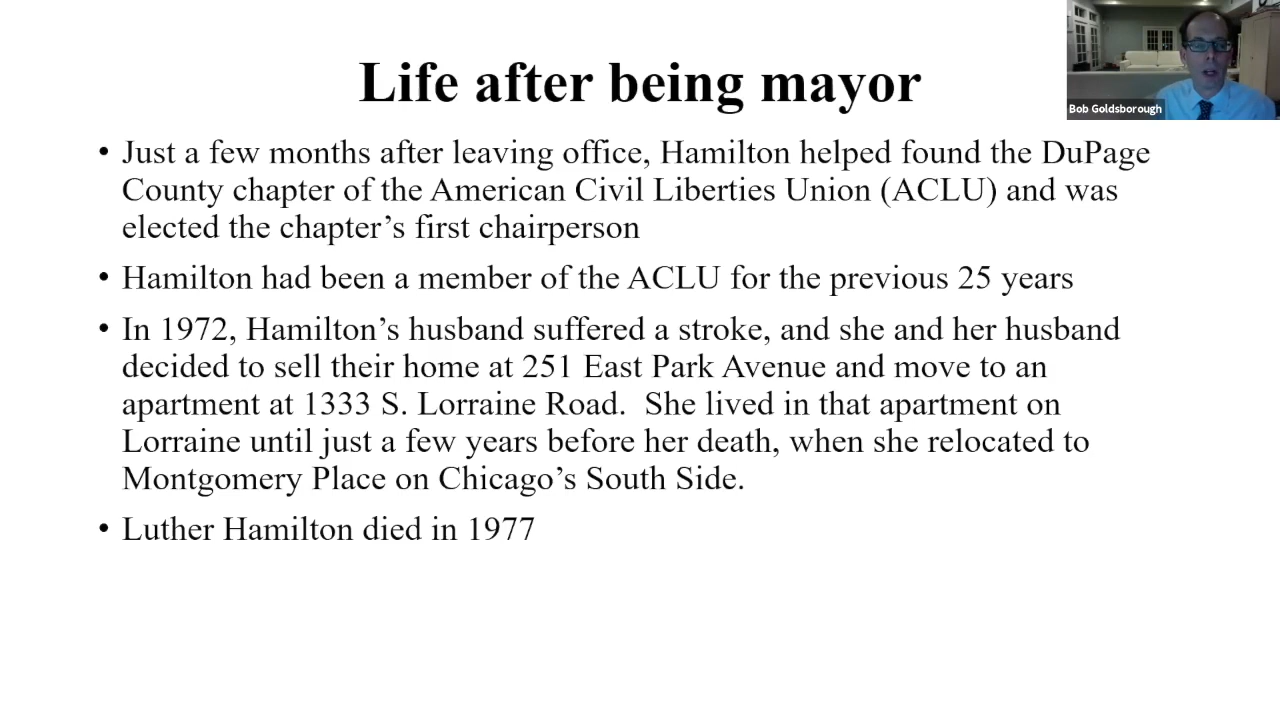 Bob Goldsborough
Life after being mayor
• Just a few months after leaving office, Hamilton helped found the DuPage
County chapter of the American Civil Liberties Union (ACLU) and was
elected the chapter’s first chairperson
• Hamilton had been a member of the ACLU for the previous 25 years
• In 1972, Hamilton’s husband suffered a stroke, and she and her husband
decided to sell their home at 251 East Park Avenue and move to an
apartment at 1333 S. Lorraine Road.  She lived in that apartment on
Lorraine until just a few years before her death, when she relocated to
Montgomery Place on Chicago’s South Side.
• Luther Hamilton died in 1977